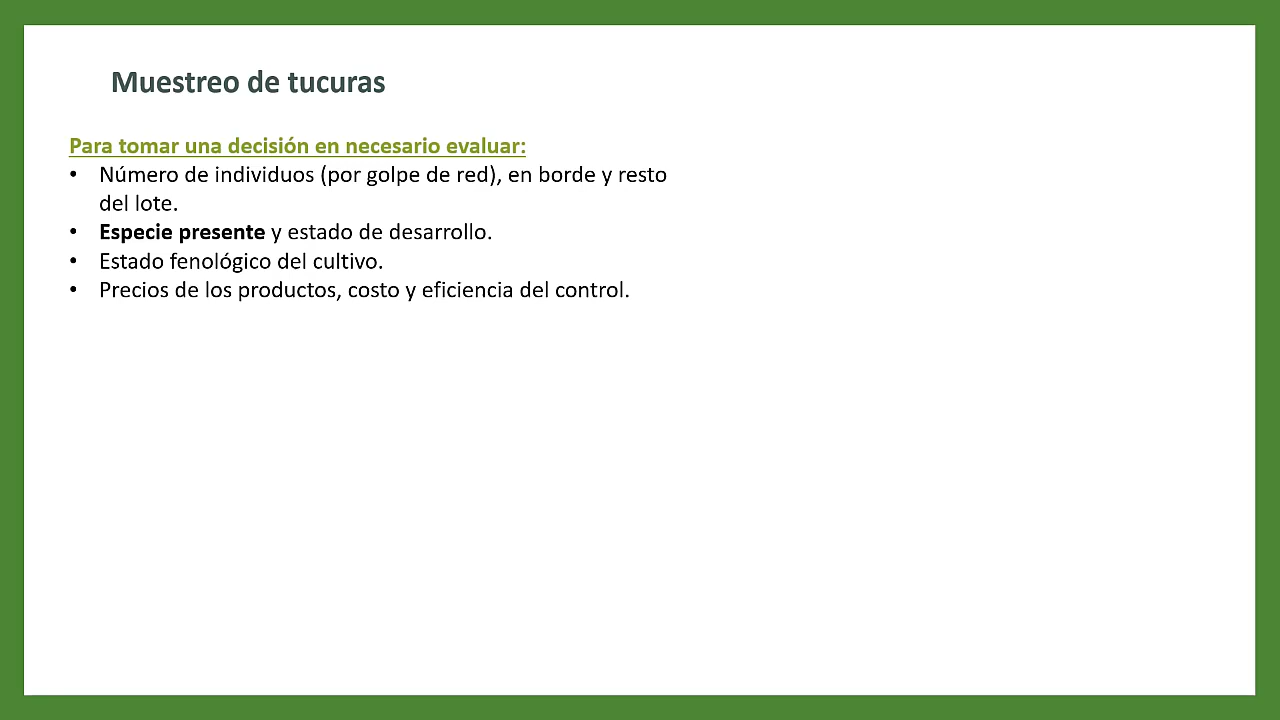 Muestreo de tucuras
Para tomar una decisión en necesario evaluar:
• Número de individuos (por golpe de red), en borde y resto
del lote.
• Especie presente y estado de desarrollo.
• Estado fenológico del cultivo.
• Precios de los productos, costo y eficiencia del control.